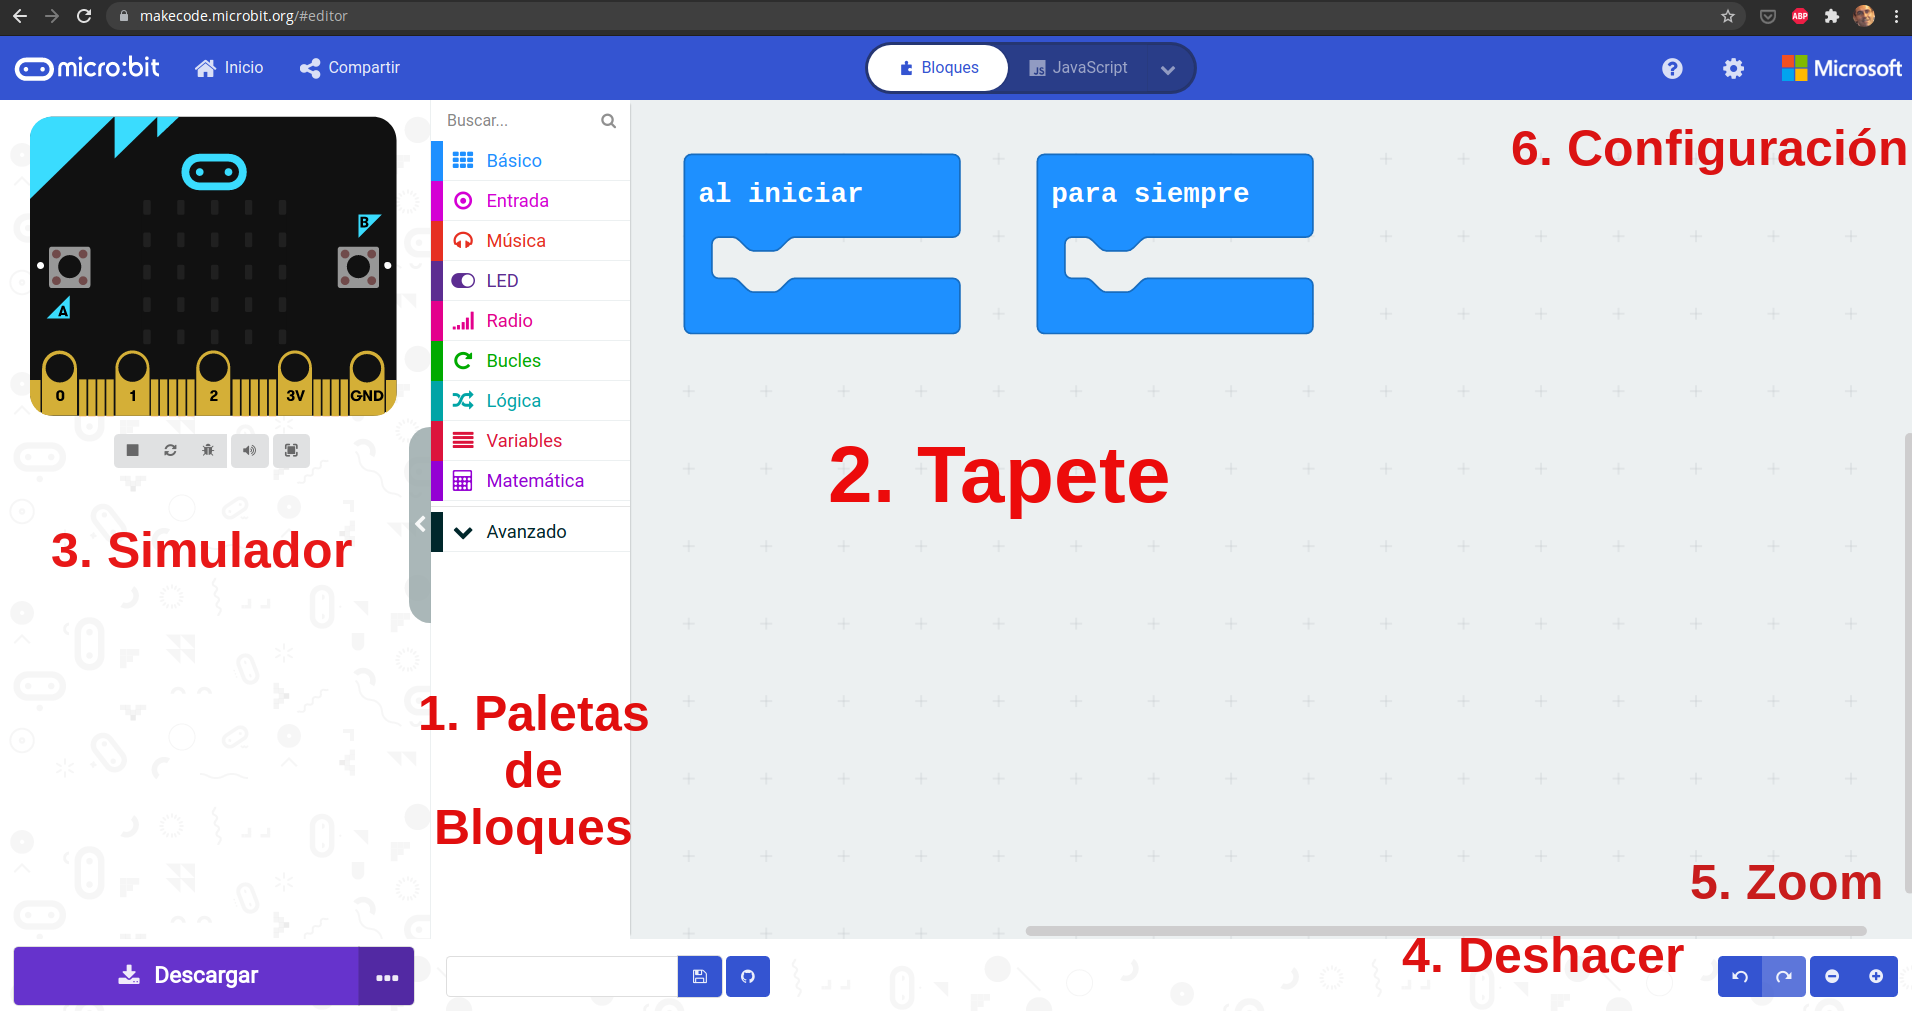 makecode.microbit.org/#editor
ABP
micro:bit
Inicio
Compartir
Bloques
JS
JavaScript
?
Microsoft
Buscar...
6. Configuración
Básico
al iniciar
para siempre
Entrada
B
Música
LED
A
Radio
Bucles
0 1 2 3V GND
Lógica
Variables
Matemática
2. Tapete
Avanzado
3. Simulador
1. Paletas
de
Bloques
5. Zoom
4. Deshacer
Descargar